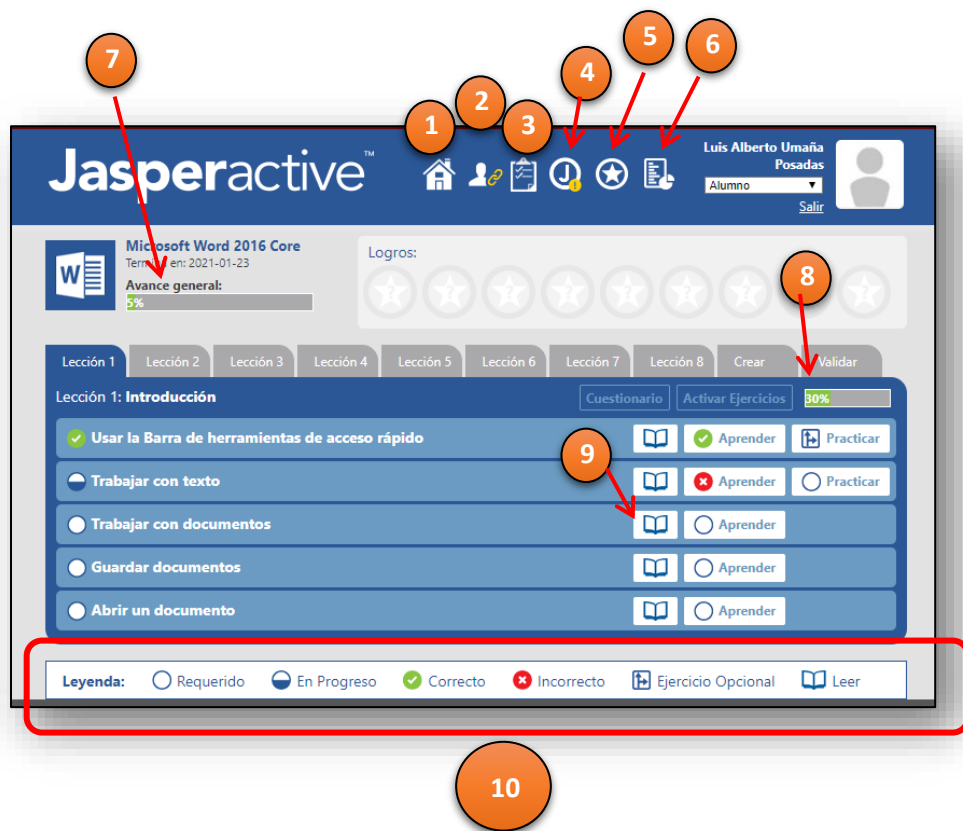 5
6
7
4
2
1
3
Jasperactive™
Luis Alberto Umaña
Posadas
Alumno
Salir
Microsoft Word 2016 Core
en: 2021-01-23
Avance general:
5%
Logros:
8
Lección 1 Lección 2 Lección 3 Lección 4 Lección 5 Lección 6 Lección 7 Lección 8 Crear Validar
Lección 1: Introducción Cuestionario Activar Ejercicios 30%
Usar la Barra de herramientas de acceso rápido Aprender Practicar
9
Trabajar con texto Aprender Practicar
Trabajar con documentos Aprender
Guardar documentos Aprender
Abrir un documento Aprender
Leyenda: Requerido En Progreso Correcto Incorrecto Ejercicio Opcional Leer
10